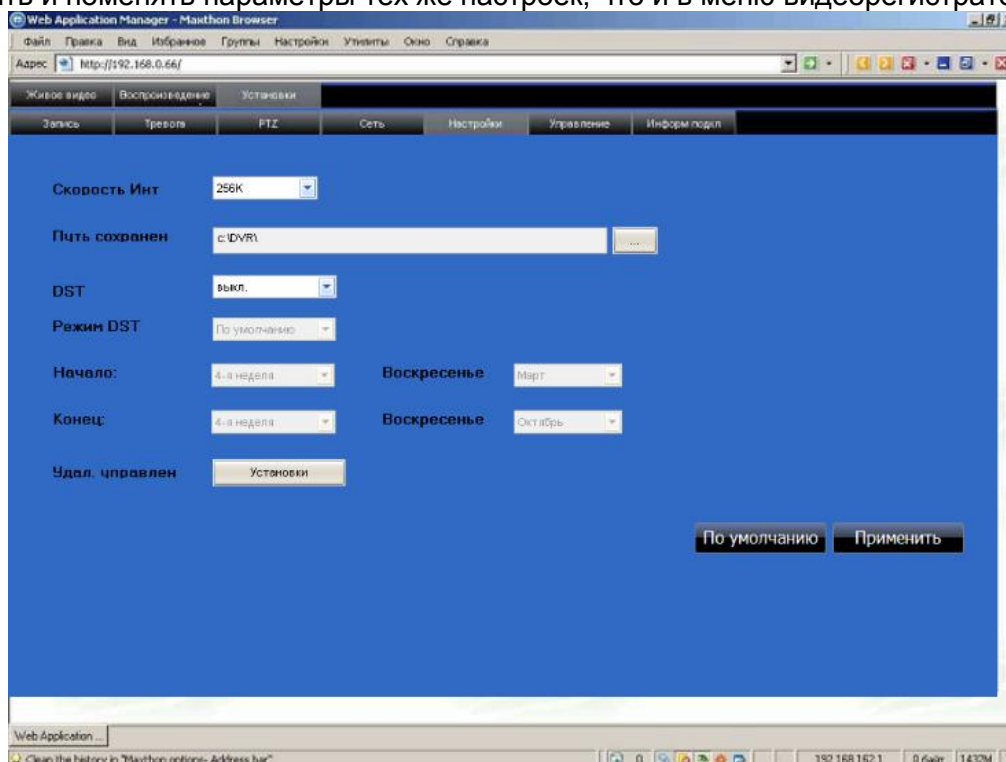 ть и поменять параметры тех же настроек, что и в меню видеорегистрато
Web Application Manager - Maxthon Browser
Файл Правка Вид Избранное Группы Настройки Утилиты Окно Справка
Адрес http://192.168.0.66/
Живое видео Воспроизведение Установки
Запись Тревога PTZ Сеть Настройки Управление Информ подкл
Скорость Инт 256K
Путь сохранен c:\DVR\ ...
DST выкл.
Режим DST По умолчанию
Начало: 4-я неделя Воскресенье Март
Конец: 4-я неделя Воскресенье Октябрь
Удал. управлен Установки
По умолчанию Применить
Web Application ...
Clean the history in "Maxthon options- Address bar" 0 192.168.162.1 0 байт 1432M